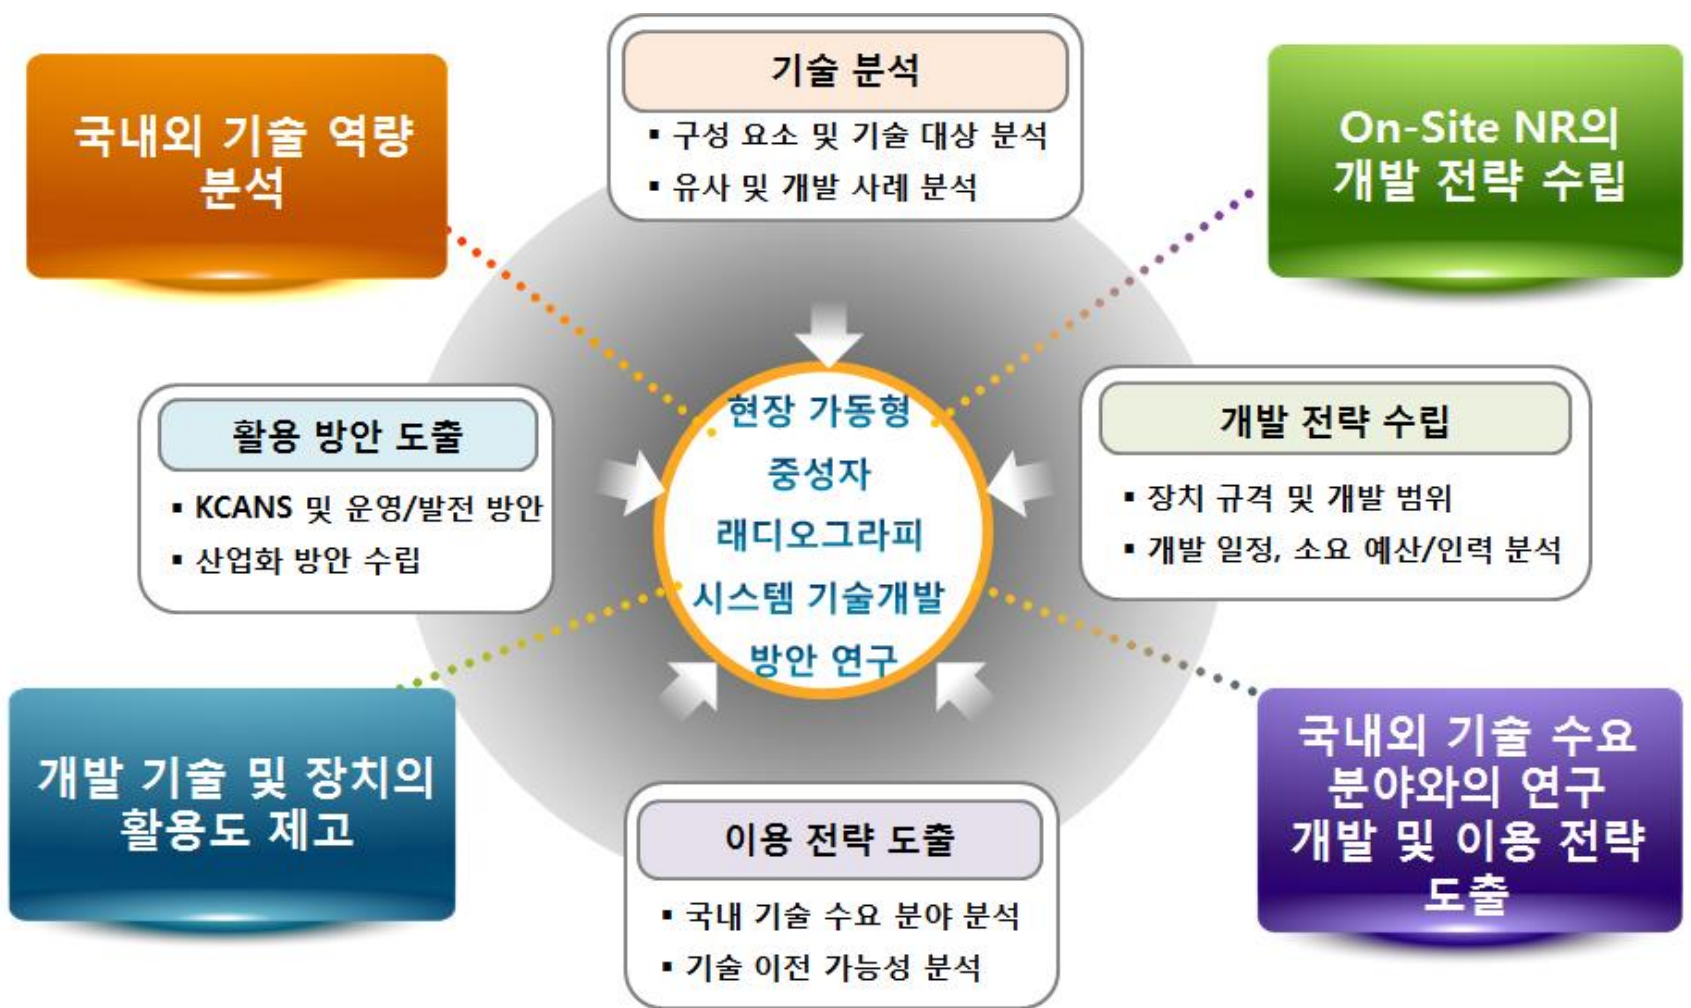 국내외 기술 역량
분석
기술 분석
▪ 구성 요소 및 기술 대상 분석
▪ 유사 및 개발 사례 분석
On-Site NR의
개발 전략 수립
활용 방안 도출
▪ KCANS 및 운영/발전 방안
▪ 산업화 방안 수립
현장 가동형
중성자
래디오그라피
시스템 기술개발
방안 연구
개발 전략 수립
▪ 장치 규격 및 개발 범위
▪ 개발 일정, 소요 예산/인력 분석
개발 기술 및 장치의
활용도 제고
이용 전략 도출
▪ 국내 기술 수요 분야 분석
▪ 기술 이전 가능성 분석
국내외 기술 수요
분야와의 연구
개발 및 이용 전략
도출